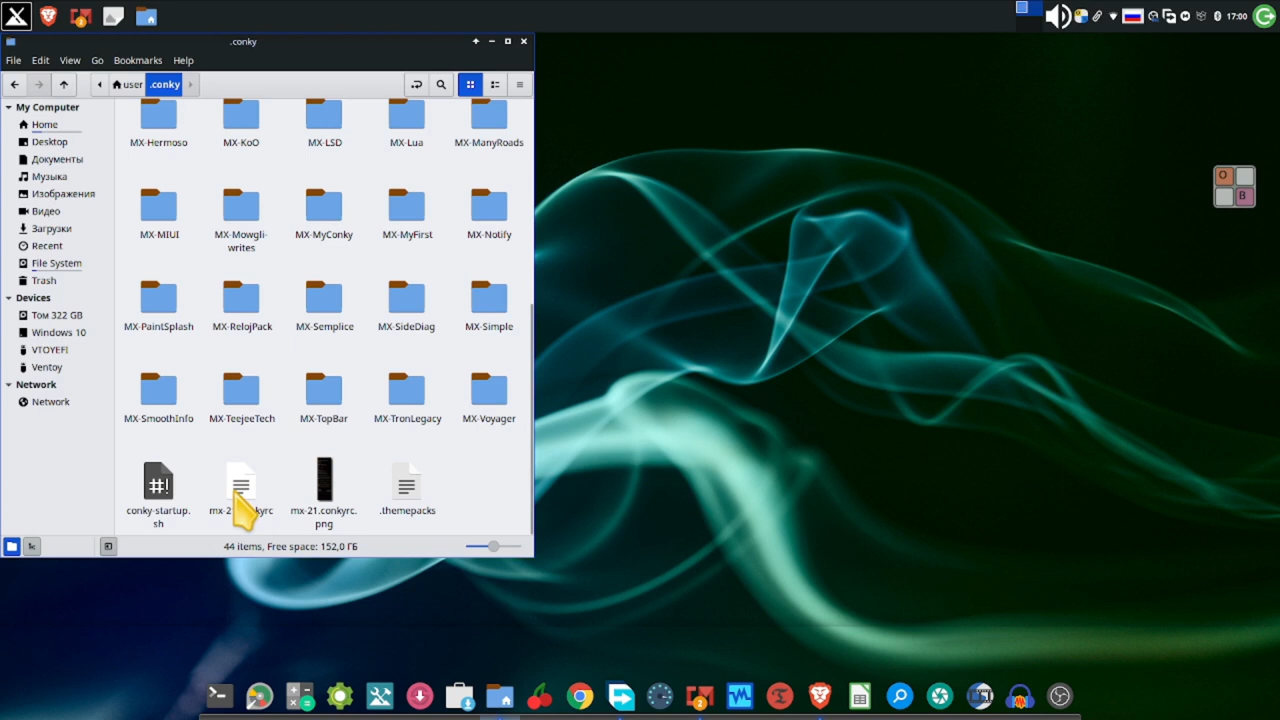 17:00
.conky
File Edit View Go Bookmarks Help
user .conky
My Computer
Home
Desktop
Документы
Музыка
Изображения
Видео
Загрузки
Recent
File System
Trash
Devices
Том 322 GB
Windows 10
VTOYEFI
Ventoy
Network
Network
MX-Hermoso MX-KoO MX-LSD MX-Lua MX-ManyRoads
MX-MIUI MX-Mowgli- MX-MyConky MX-MyFirst MX-Notify
writes
MX-PaintSplash MX-RelojPack MX-Semplice MX-SideDiag MX-Simple
MX-SmoothInfo MX-TeejeeTech MX-TopBar MX-TronLegacy MX-Voyager
#!
conky-startup. mx-21.conkyrc. .themepacks
sh png
44 items, Free space: 152,0 ГБ
O
B
2
2